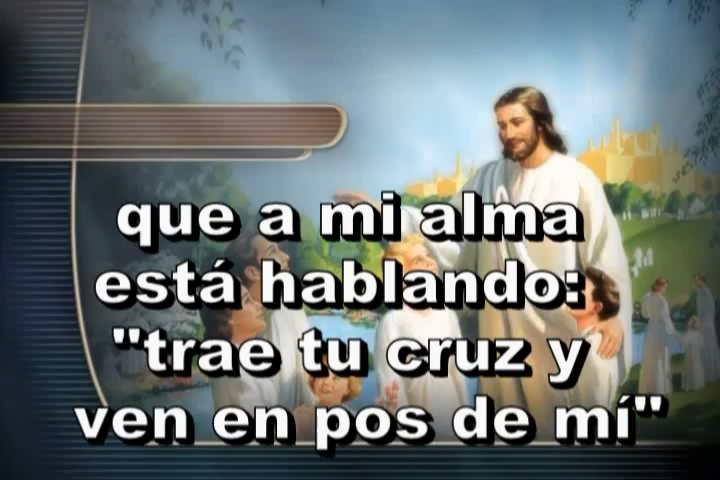 que a mi alma
está hablando:
"trae tu cruz y
ven en pos de mí"